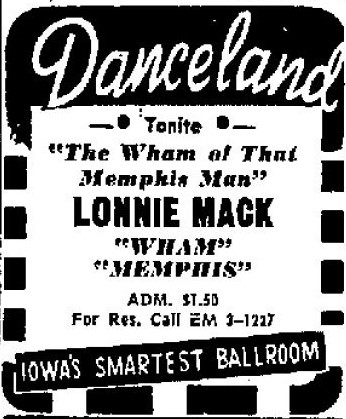 Danceland
Tonite
"The Wham of That
Memphis Man"
LONNIE MACK
"WHAM"
"MEMPHIS"
ADM. $1.50
For Res. Call EM 3-1227
IOWA'S SMARTEST BALLROOM